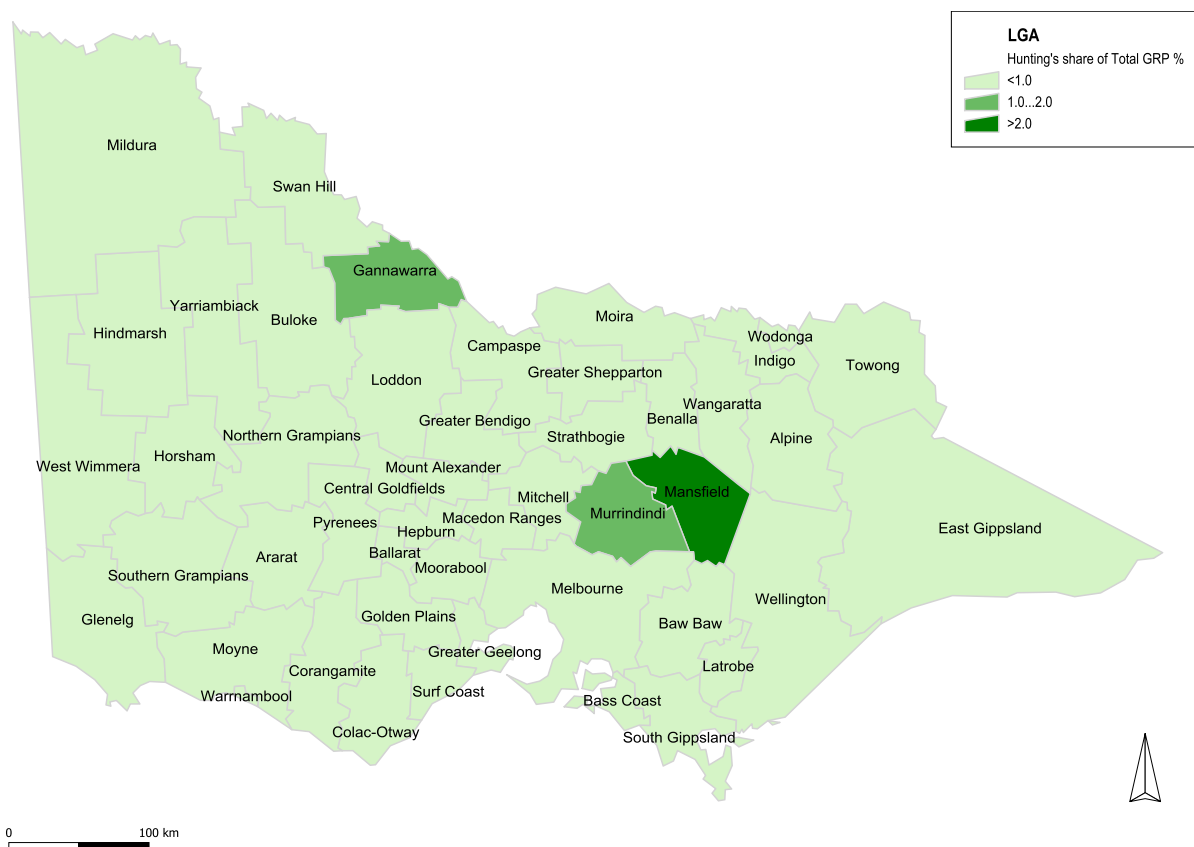 LGA
Hunting's share of Total GRP %
<1.0
1.0...2.0
>2.0
Mildura
Swan Hill
Gannawarra
Yarriambiack
Buloke
Hindmarsh
Moira
Wodonga
Campaspe
Indigo
Towong
Greater Shepparton
Loddon
Wangaratta
Benalla
Greater Bendigo
Northern Grampians
Strathbogie
Alpine
Horsham
West Wimmera
Mount Alexander
Central Goldfields
Mansfield
Mitchell
Murrindindi
Macedon Ranges
Pyrenees
Hepburn
East Gippsland
Ballarat
Ararat
Moorabool
Southern Grampians
Melbourne
Wellington
Golden Plains
Glenelg
Baw Baw
Moyne
Greater Geelong
Latrobe
Corangamite
Surf Coast
Warrnambool
Bass Coast
Colac-Otway
South Gippsland
0
100 km